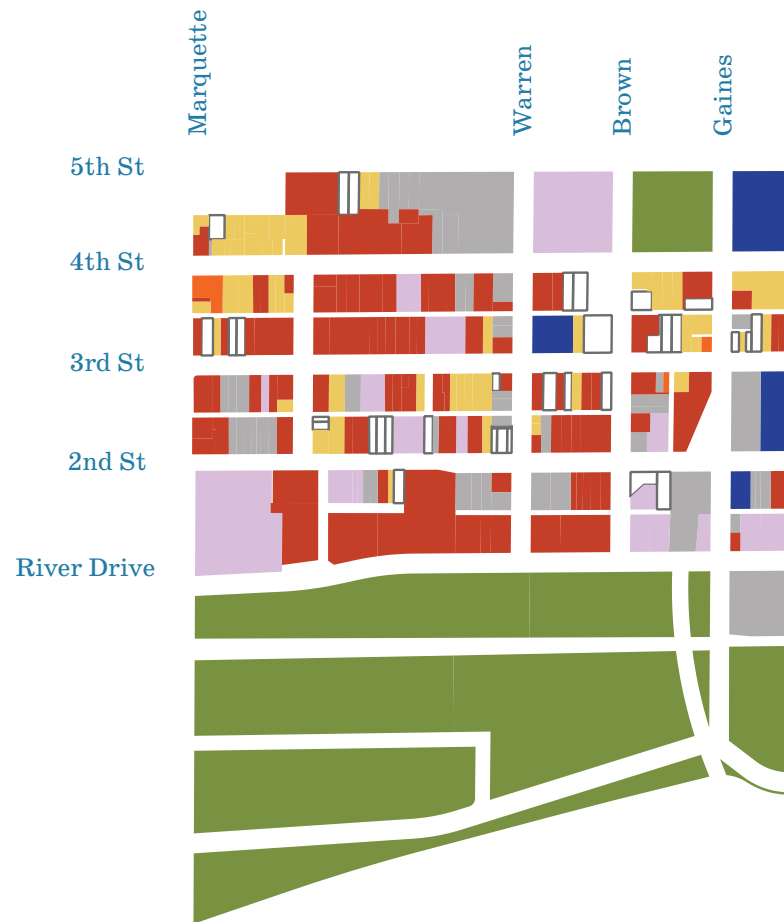 Marquette
Warren
Brown
Gaines
5th St
4th St
3rd St
2nd St
River Drive